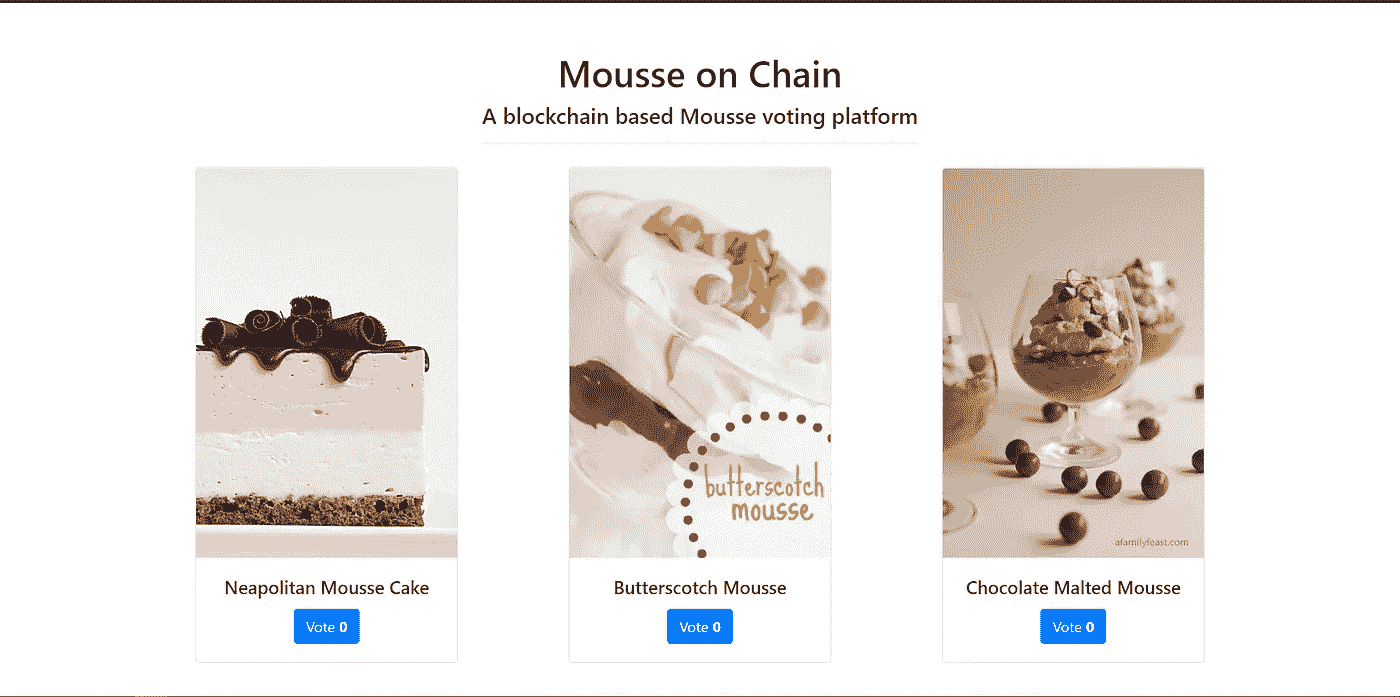 Mousse on Chain
A blockchain based Mousse voting platform
butterscotch
mousse
afamilyfeast.com
Neapolitan Mousse Cake
Butterscotch Mousse
Chocolate Malted Mousse
Vote 0
Vote 0
Vote 0